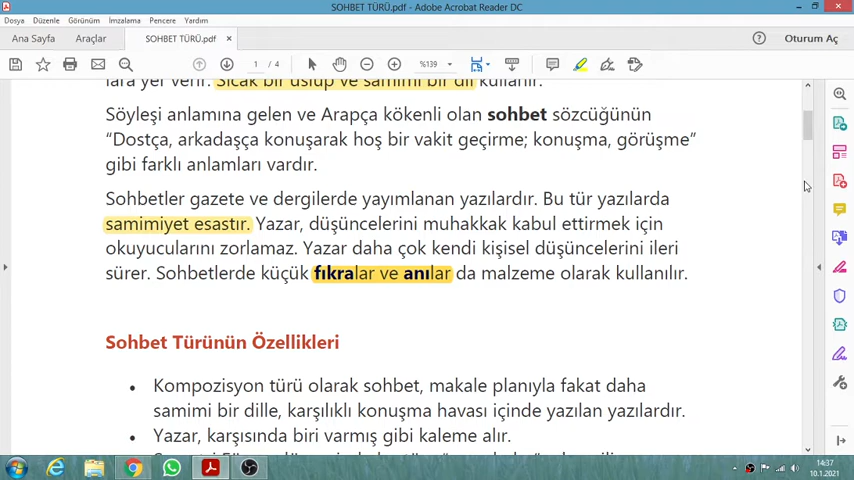 SOHBET TÜRÜ.pdf - Adobe Acrobat Reader DC
Dosya Düzenle Görünüm İmzalama Pencere Yardım
Ana Sayfa Araçlar SOHBET TÜRÜ.pdf × Oturum Aç
1 / 4 %139
lara yer verir. Sıcak bir üslup ve samimi bir dil kullanır.
Söyleşi anlamına gelen ve Arapça kökenli olan sohbet sözcüğünün
“Dostça, arkadaşça konuşarak hoş bir vakit geçirme; konuşma, görüşme”
gibi farklı anlamları vardır.
Sohbetler gazete ve dergilerde yayımlanan yazılardır. Bu tür yazılarda
samimiyet esastır. Yazar, düşüncelerini muhakkak kabul ettirmek için
okuyucularını zorlamaz. Yazar daha çok kendi kişisel düşüncelerini ileri
sürer. Sohbetlerde küçük fıkralar ve anılar da malzeme olarak kullanılır.
Sohbet Türünün Özellikleri
• Kompozisyon türü olarak sohbet, makale planıyla fakat daha
samimi bir dille, karşılıklı konuşma havası içinde yazılan yazılardır.
• Yazar, karşısında biri varmış gibi kaleme alır.
14:37
10.1.2021